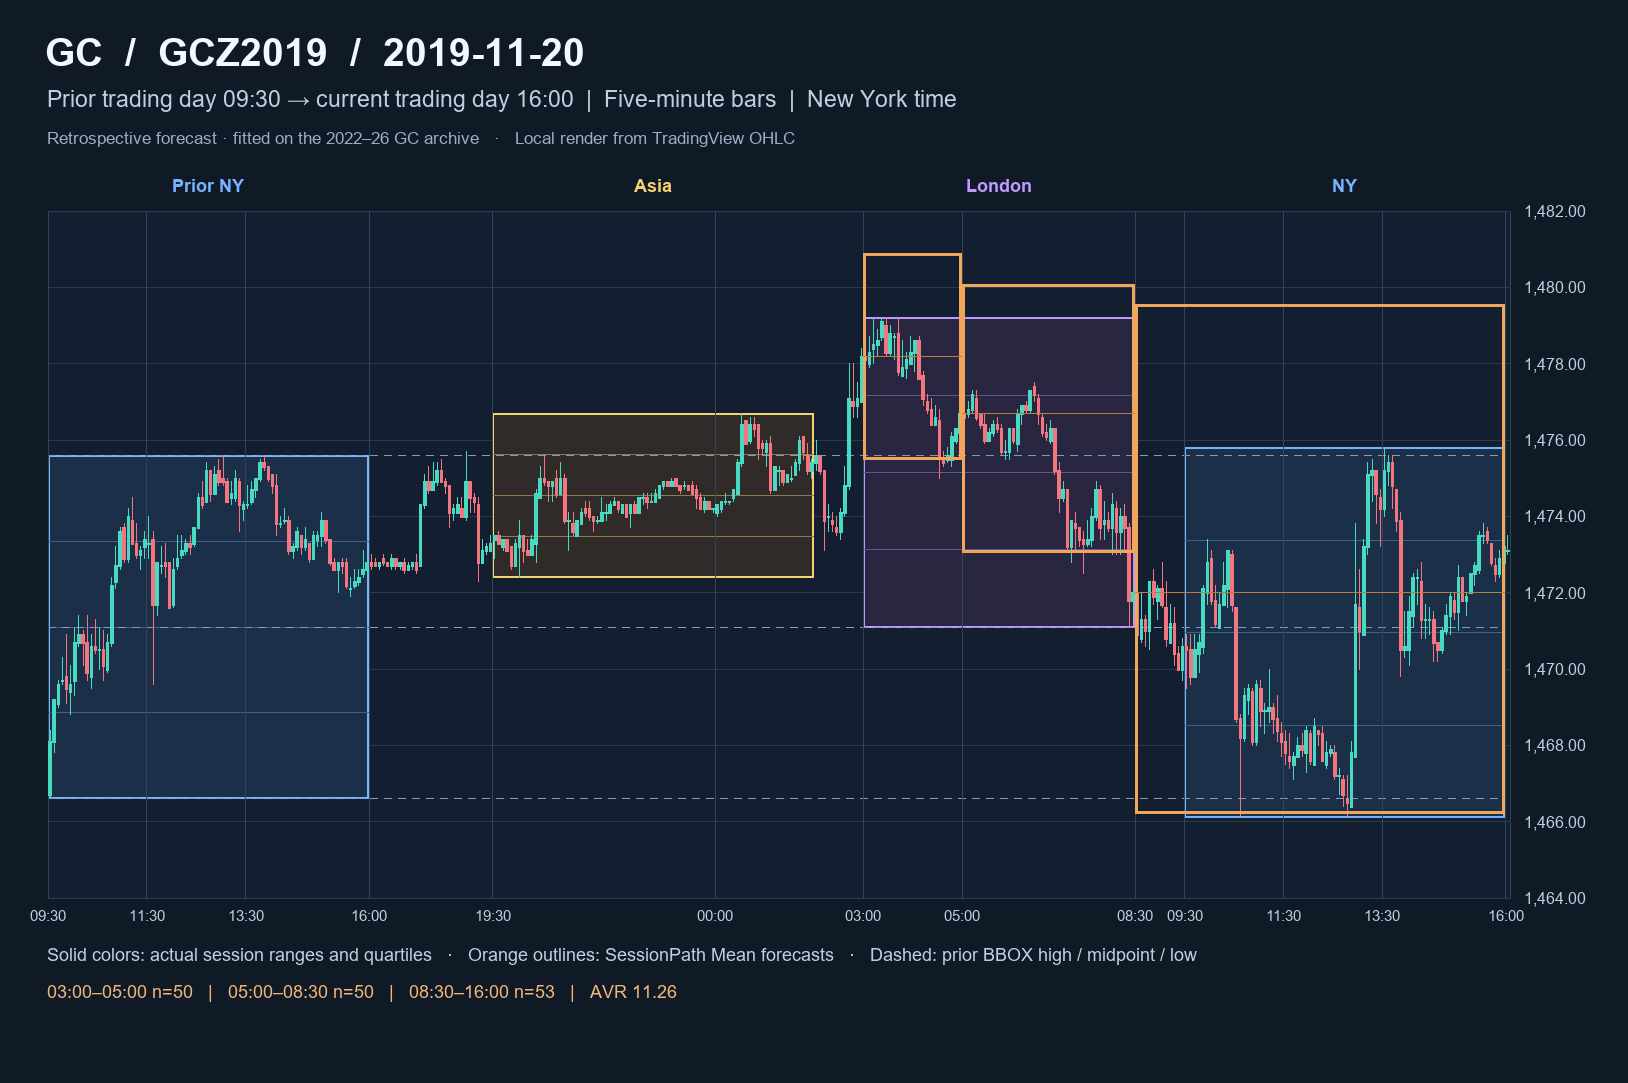 GC / GCZ2019 / 2019-11-20
Prior trading day 09:30 → current trading day 16:00 | Five-minute bars | New York time
Retrospective forecast · fitted on the 2022–26 GC archive · Local render from TradingView OHLC
Prior NY Asia London NY
1,482.00
1,480.00
1,478.00
1,476.00
1,474.00
1,472.00
1,470.00
1,468.00
1,466.00
1,464.00
09:30 11:30 13:30 16:00 19:30 00:00 03:00 05:00 08:30 09:30 11:30 13:30 16:00
Solid colors: actual session ranges and quartiles · Orange outlines: SessionPath Mean forecasts · Dashed: prior BBOX high / midpoint / low
03:00–05:00 n=50 | 05:00–08:30 n=50 | 08:30–16:00 n=53 | AVR 11.26